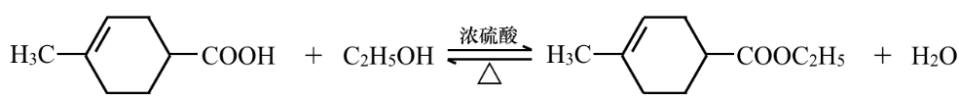 浓硫酸
H₃C COOH + C₂H₅OH ⇌ H₃C COOC₂H₅ + H₂O
△